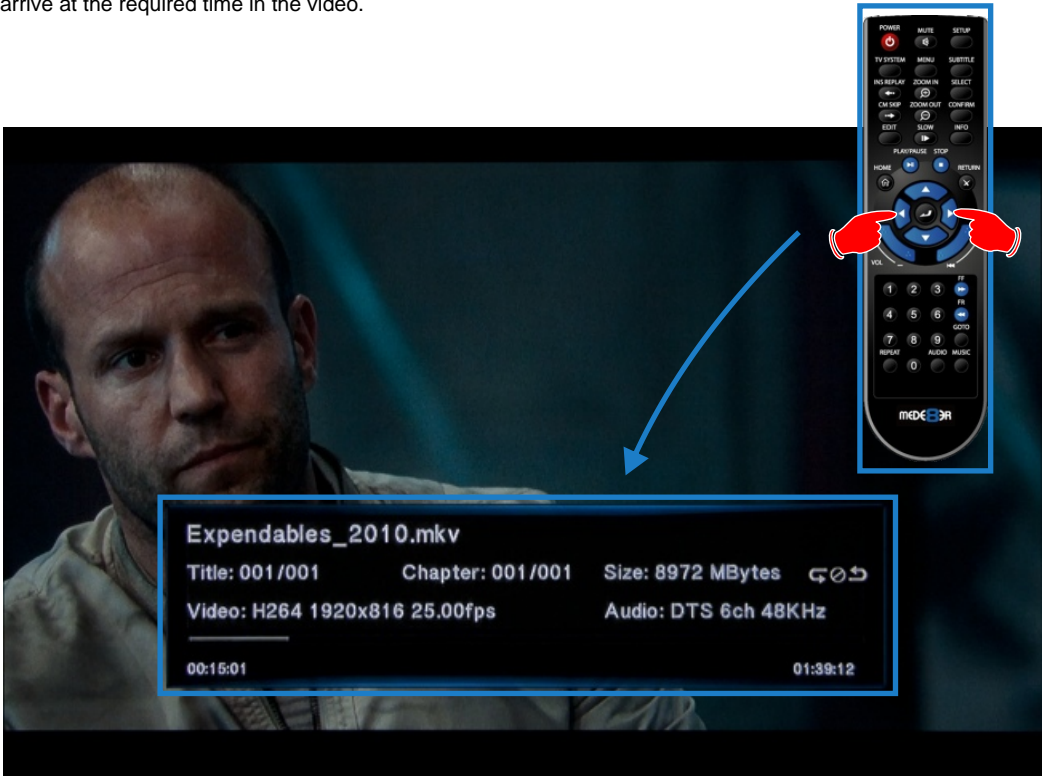 arrive at the required time in the video.
POWER MUTE SETUP
TV SYSTEM MENU SUBTITLE
INS REPLAY ZOOM IN SELECT
CM SKIP ZOOM OUT CONFIRM
EDIT SLOW INFO
PLAY/PAUSE STOP
HOME RETURN
VOL
FF
1 2 3
FR
4 5 6
GOTO
7 8 9
REPEAT AUDIO MUSIC
0
MEDE8ER
Expendables_2010.mkv
Title: 001/001 Chapter: 001/001 Size: 8972 MBytes
Video: H264 1920x816 25.00fps Audio: DTS 6ch 48KHz
00:15:01 01:39:12